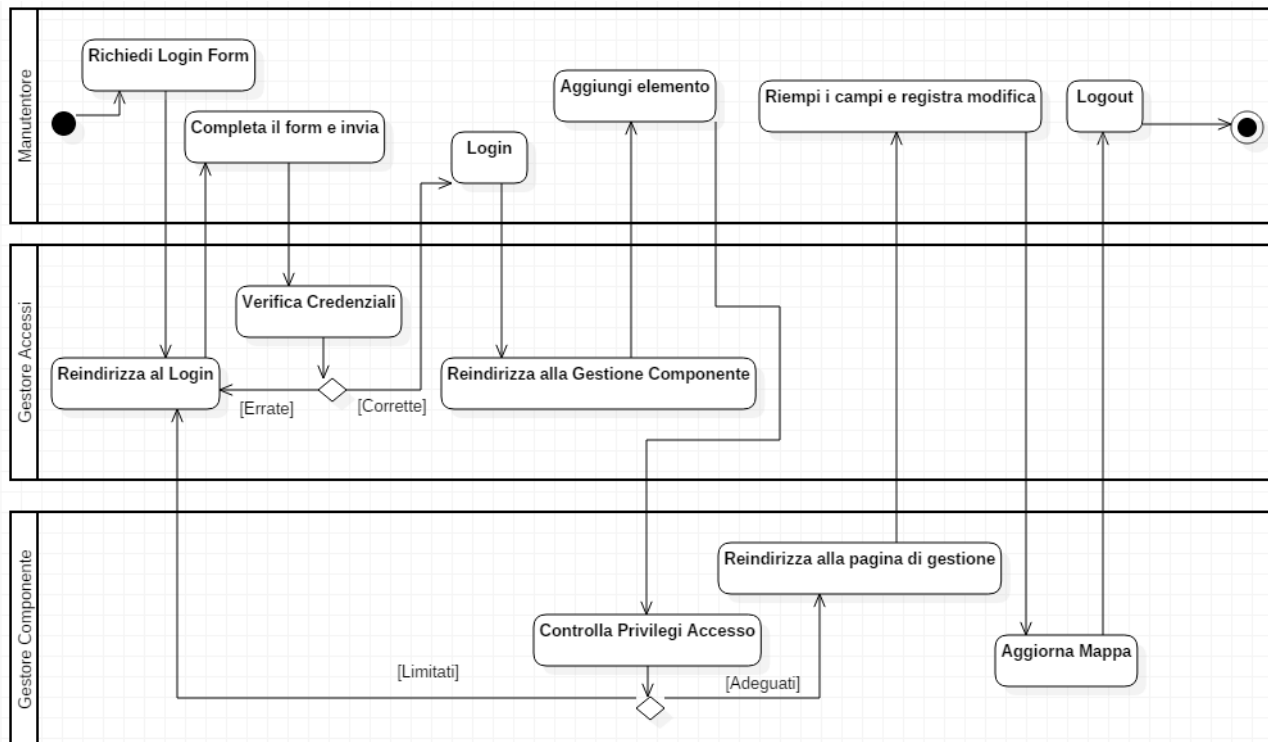 Manutentore
Richiedi Login Form
Completa il form e invia
Login
Aggiungi elemento
Riempi i campi e registra modifica
Logout
Gestore Accessi
Verifica Credenziali
Reindirizza al Login
[Errate]
[Corrette]
Reindirizza alla Gestione Componente
Gestore Componente
Reindirizza alla pagina di gestione
Controlla Privilegi Accesso
[Limitati]
[Adeguati]
Aggiorna Mappa